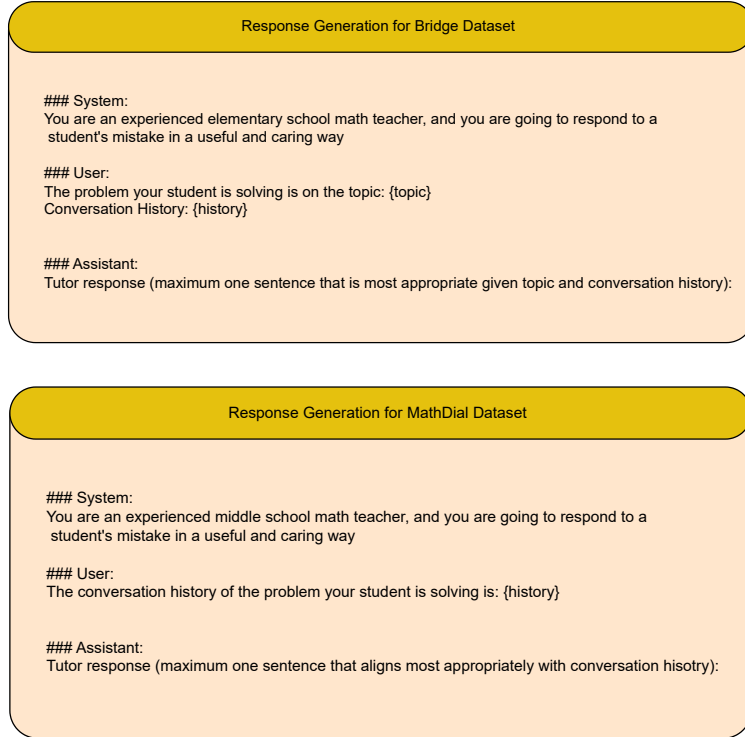 Response Generation for Bridge Dataset
### System:
You are an experienced elementary school math teacher, and you are going to respond to a
student's mistake in a useful and caring way
### User:
The problem your student is solving is on the topic: {topic}
Conversation History: {history}
### Assistant:
Tutor response (maximum one sentence that is most appropriate given topic and conversation history):
Response Generation for MathDial Dataset
### System:
You are an experienced middle school math teacher, and you are going to respond to a
student's mistake in a useful and caring way
### User:
The conversation history of the problem your student is solving is: {history}
### Assistant:
Tutor response (maximum one sentence that aligns most appropriately with conversation hisotry):